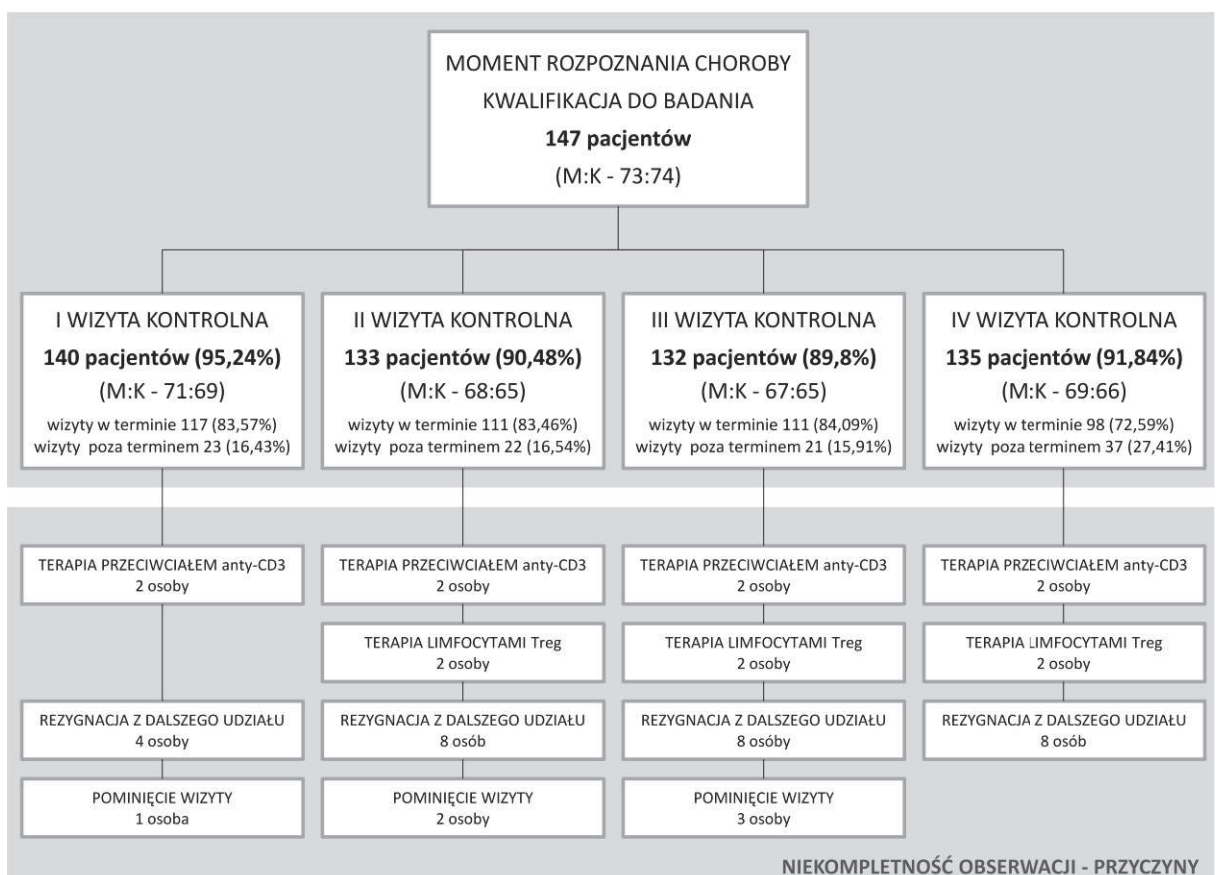 MOMENT ROZPOZNANIA CHOROBY
KWALIFIKACJA DO BADANIA
147 pacjentów
(M:K - 73:74)
I WIZYTA KONTROLNA
140 pacjentów (95,24%)
(M:K - 71:69)
wizyty w terminie 117 (83,57%)
wizyty poza terminem 23 (16,43%)
II WIZYTA KONTROLNA
133 pacjentów (90,48%)
(M:K - 68:65)
wizyty w terminie 111 (83,46%)
wizyty poza terminem 22 (16,54%)
III WIZYTA KONTROLNA
132 pacjentów (89,8%)
(M:K - 67:65)
wizyty w terminie 111 (84,09%)
wizyty poza terminem 21 (15,91%)
IV WIZYTA KONTROLNA
135 pacjentów (91,84%)
(M:K - 69:66)
wizyty w terminie 98 (72,59%)
wizyty poza terminem 37 (27,41%)
TERAPIA PRZECIWCIAŁEM anty-CD3
2 osoby
REZYGNACJA Z DALSZEGO UDZIAŁU
4 osoby
POMINIĘCIE WIZYTY
1 osoba
TERAPIA PRZECIWCIAŁEM anty-CD3
2 osoby
TERAPIA LIMFOCYTAMI Treg
2 osoby
REZYGNACJA Z DALSZEGO UDZIAŁU
8 osób
POMINIĘCIE WIZYTY
2 osoby
TERAPIA PRZECIWCIAŁEM anty-CD3
2 osoby
TERAPIA LIMFOCYTAMI Treg
2 osoby
REZYGNACJA Z DALSZEGO UDZIAŁU
8 osóby
POMINIĘCIE WIZYTY
3 osoby
TERAPIA PRZECIWCIAŁEM anty-CD3
2 osoby
TERAPIA LIMFOCYTAMI Treg
2 osoby
REZYGNACJA Z DALSZEGO UDZIAŁU
8 osób
NIEKOMPLETNOŚĆ OBSERWACJI - PRZYCZYNY